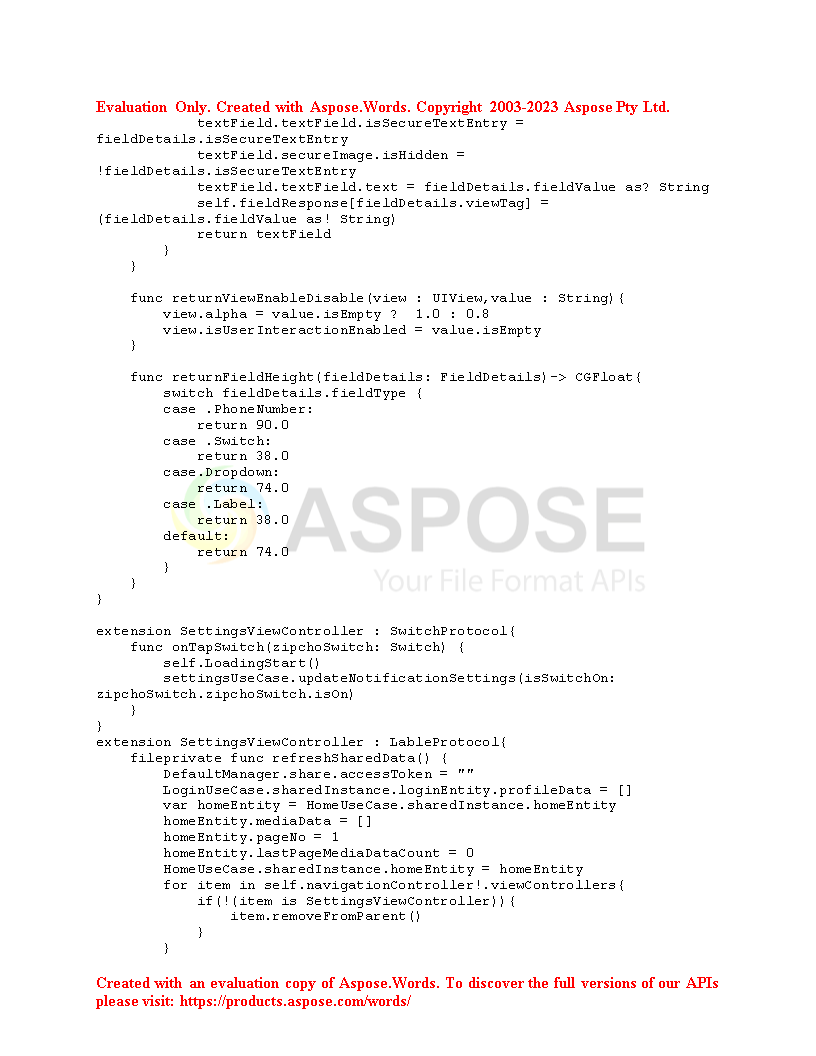 Evaluation Only. Created with Aspose.Words. Copyright 2003-2023 Aspose Pty Ltd.
            textField.textField.isSecureTextEntry =
fieldDetails.isSecureTextEntry
            textField.secureImage.isHidden =
!fieldDetails.isSecureTextEntry
            textField.textField.text = fieldDetails.fieldValue as? String
            self.fieldResponse[fieldDetails.viewTag] =
(fieldDetails.fieldValue as! String)
            return textField
        }
    }

    func returnViewEnableDisable(view : UIView,value : String){
        view.alpha = value.isEmpty ?  1.0 : 0.8
        view.isUserInteractionEnabled = value.isEmpty
    }

    func returnFieldHeight(fieldDetails: FieldDetails)-> CGFloat{
        switch fieldDetails.fieldType {
        case .PhoneNumber:
            return 90.0
        case .Switch:
            return 38.0
        case.Dropdown:
            return 74.0
        case .Label:
            return 38.0
        default:
            return 74.0
        }
    }
}
ASPOSE
Your File Format APIs

extension SettingsViewController : SwitchProtocol{
    func onTapSwitch(zipchoSwitch: Switch) {
        self.LoadingStart()
        settingsUseCase.updateNotificationSettings(isSwitchOn:
zipchoSwitch.zipchoSwitch.isOn)
    }
}
extension SettingsViewController : LableProtocol{
    fileprivate func refreshSharedData() {
        DefaultManager.share.accessToken = ""
        LoginUseCase.sharedInstance.loginEntity.profileData = []
        var homeEntity = HomeUseCase.sharedInstance.homeEntity
        homeEntity.mediaData = []
        homeEntity.pageNo = 1
        homeEntity.lastPageMediaDataCount = 0
        HomeUseCase.sharedInstance.homeEntity = homeEntity
        for item in self.navigationController!.viewControllers{
            if(!(item is SettingsViewController)){
                item.removeFromParent()
            }
        }

Created with an evaluation copy of Aspose.Words. To discover the full versions of our APIs
please visit: https://products.aspose.com/words/